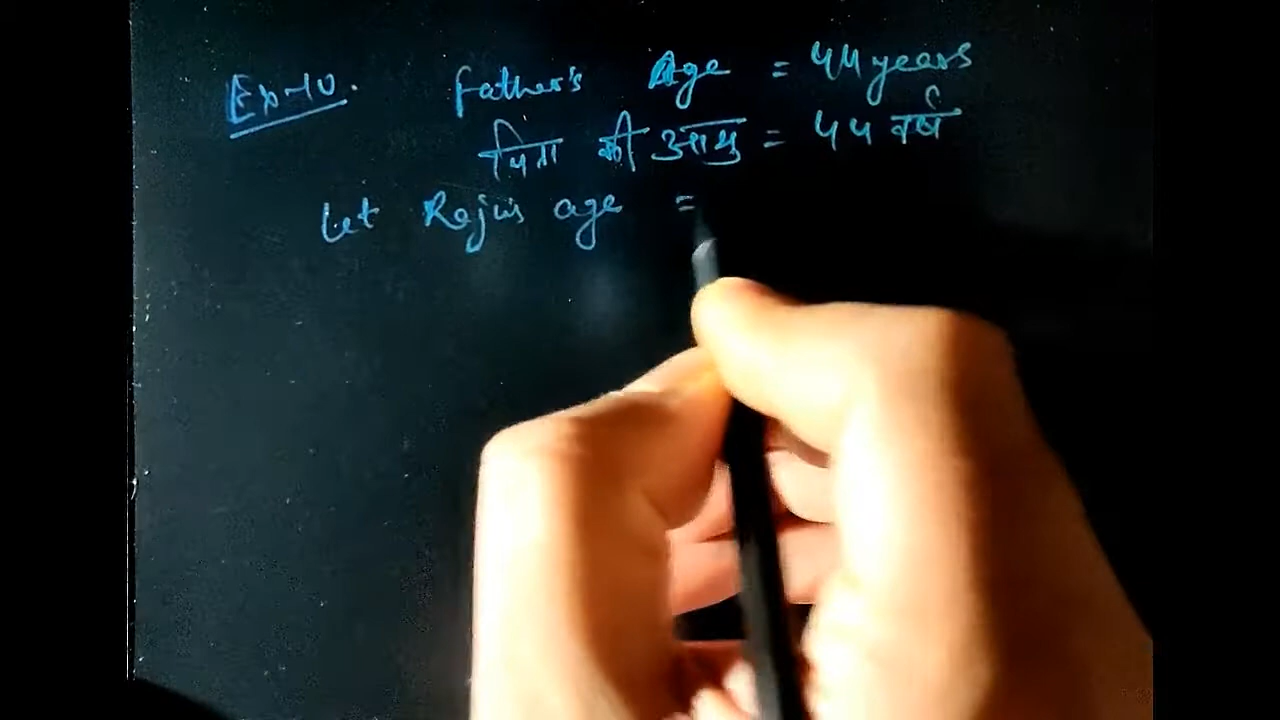 Ex-10.
Father's Age = 44 years
पिता की आयु = 44 वर्ष
Let Raju's age =